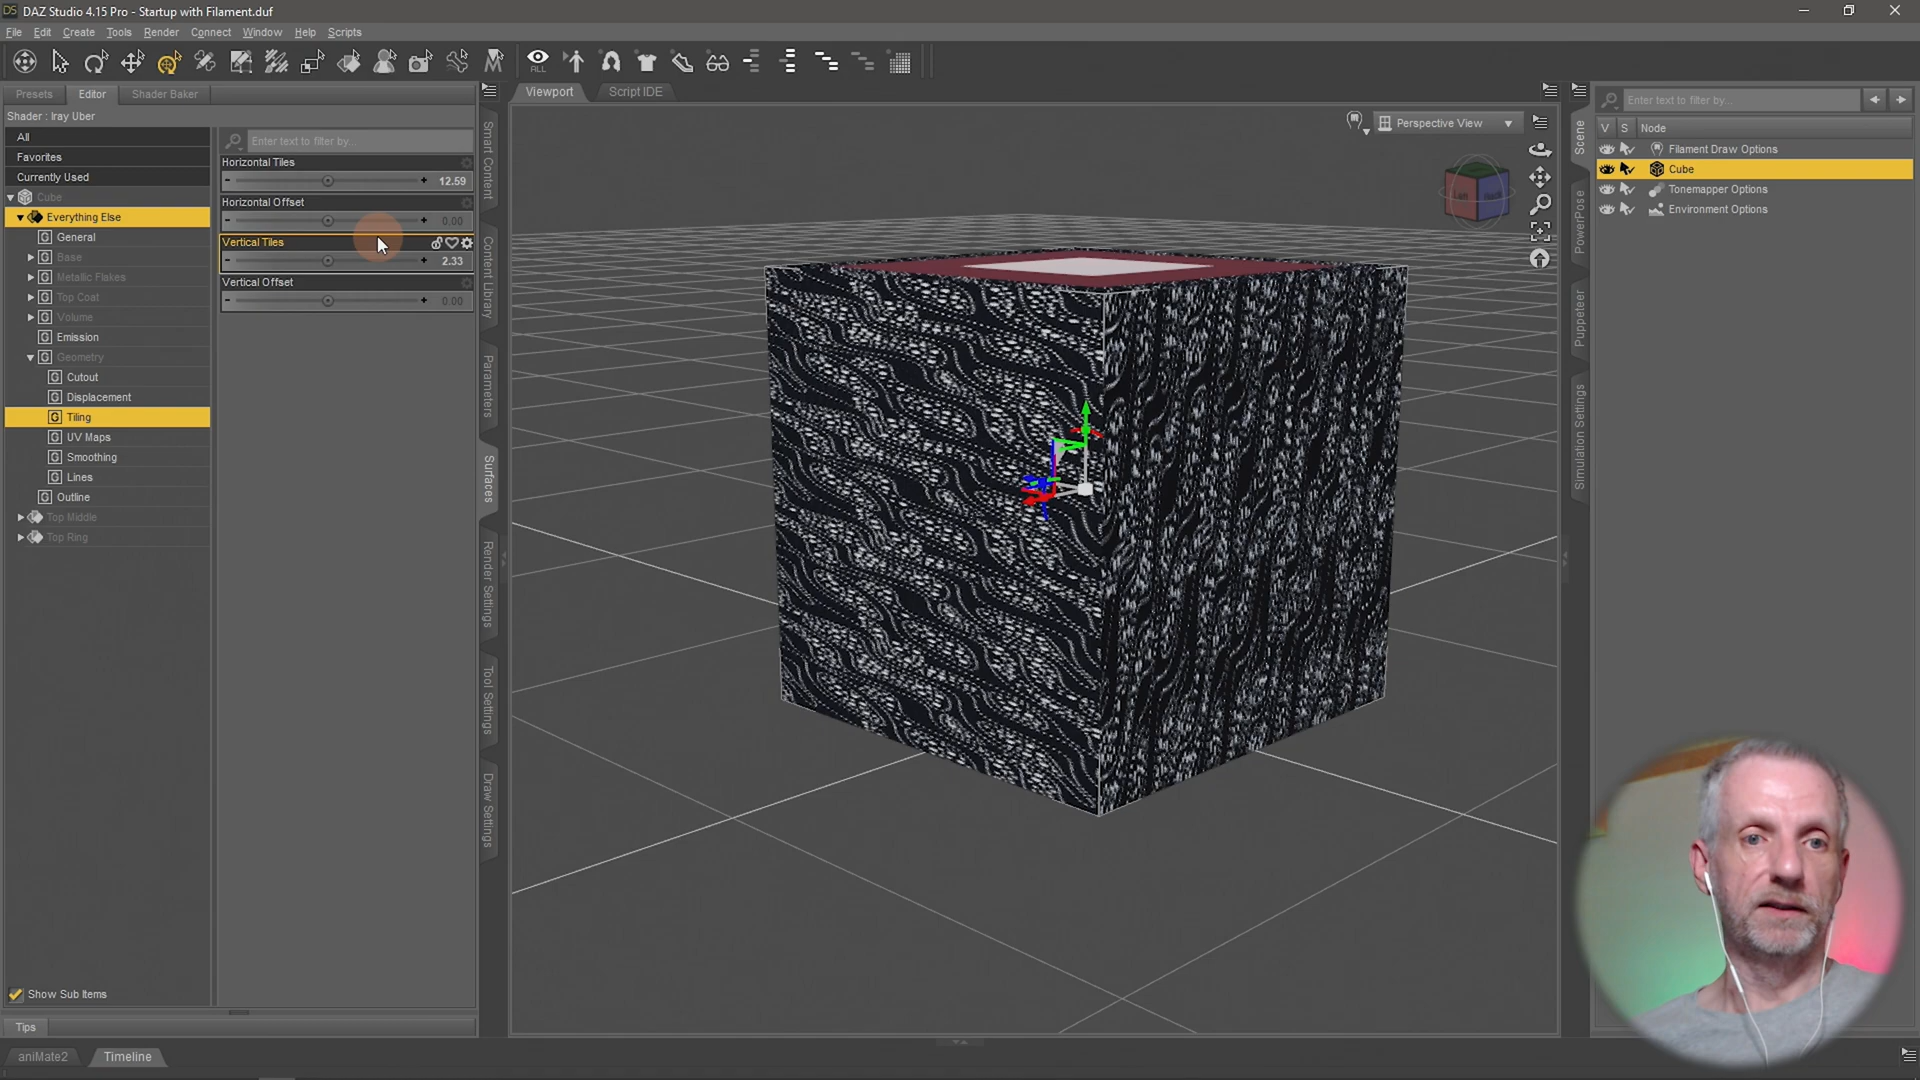 DAZ Studio 4.15 Pro - Startup with Filament.duf
File Edit Create Tools Render Connect Window Help Scripts
ALL
Presets Editor Shader Baker
Shader : Iray Uber
All
Favorites
Currently Used
Cube
Everything Else
General
Base
Metallic Flakes
Top Coat
Volume
Emission
Geometry
Cutout
Displacement
Tiling
UV Maps
Smoothing
Lines
Outline
Top Middle
Top Ring
Show Sub Items
Tips
Enter text to filter by...
Horizontal Tiles
- + 12.59
Horizontal Offset
- + 0.00
Vertical Tiles
- + 2.33
Vertical Offset
- + 0.00
Smart Content
Content Library
Parameters
Surfaces
Render Settings
Tool Settings
Draw Settings
Viewport Script IDE
Perspective View
Left Back
Scene
PowerPose
Puppeteer
Simulation Settings
Enter text to filter by...
V S Node
Filament Draw Options
Cube
Tonemapper Options
Environment Options
aniMate2 Timeline